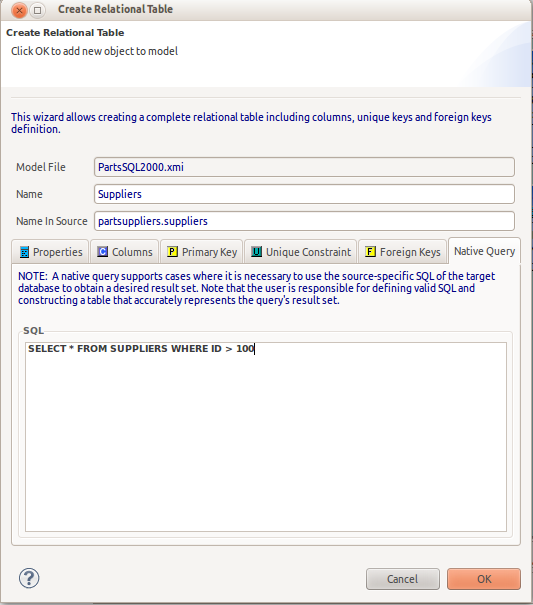 Create Relational Table
Create Relational Table
Click OK to add new object to model
This wizard allows creating a complete relational table including columns, unique keys and foreign keys
definition.
Model File PartsSQL2000.xmi
Name Suppliers
Name In Source partsuppliers.suppliers
Properties C Columns P Primary Key U Unique Constraint F Foreign Keys Native Query
NOTE: A native query supports cases where it is necessary to use the source-specific SQL of the target
database to obtain a desired result set. Note that the user is responsible for defining valid SQL and
constructing a table that accurately represents the query's result set.
SQL
SELECT * FROM SUPPLIERS WHERE ID > 100
? Cancel OK